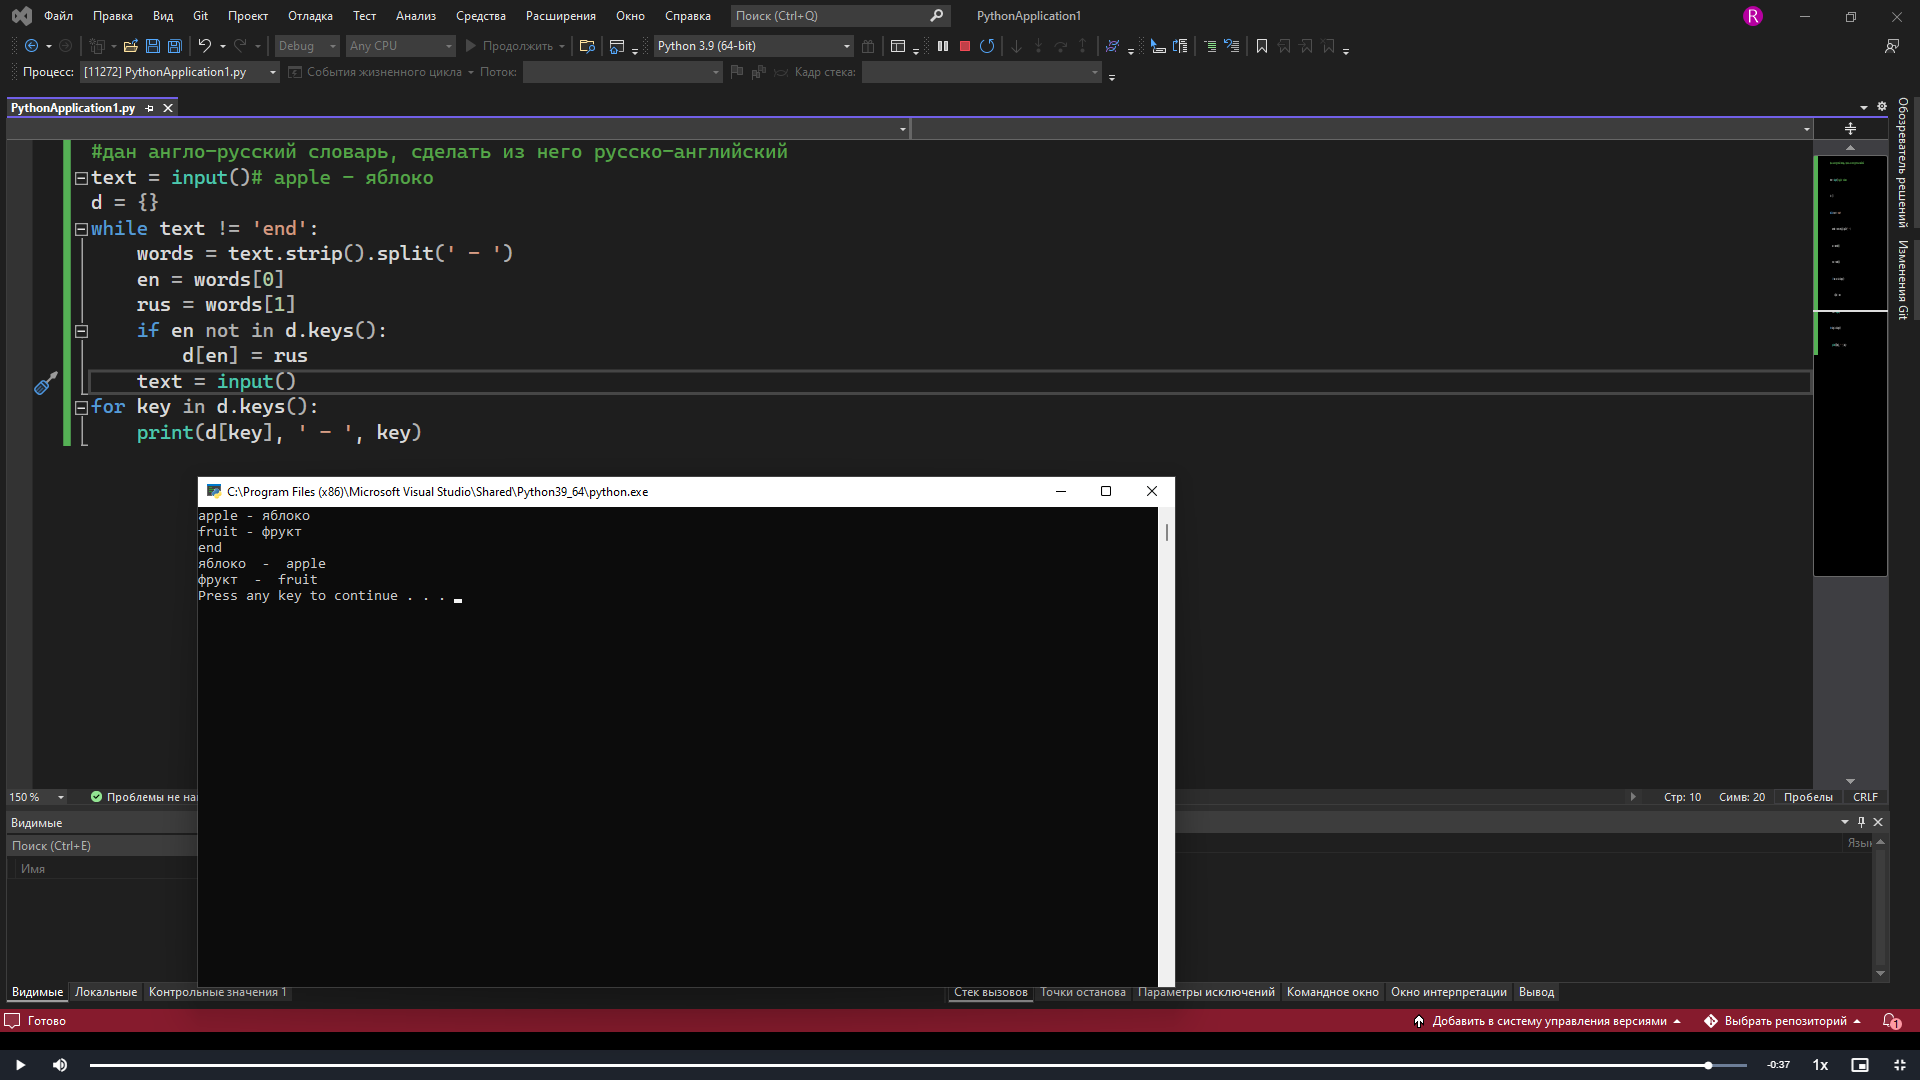 Файл Правка Вид Git Проект Отладка Тест Анализ Средства Расширения Окно Справка Поиск (Ctrl+Q) PythonApplication1 R
Debug Any CPU Продолжить Python 3.9 (64-bit)
Процесс: [11272] PythonApplication1.py События жизненного цикла Поток: Кадр стека:
PythonApplication1.py
Обозреватель решений
Изменения Git
#дан англо-русский словарь, сделать из него русско-английский
text = input()# apple - яблоко
d = {}
while text != 'end':
words = text.strip().split(' - ')
en = words[0]
rus = words[1]
if en not in d.keys():
d[en] = rus
text = input()
for key in d.keys():
print(d[key], ' - ', key)
C:\Program Files (x86)\Microsoft Visual Studio\Shared\Python39_64\python.exe
apple - яблоко
fruit - фрукт
end
яблоко  -  apple
фрукт  -  fruit
Press any key to continue . . .
150 % Проблемы не Стр: 10 Симв: 20 Пробелы CRLF
Видимые
Поиск (Ctrl+E)
Имя
Язык
Видимые Локальные Контрольные значения 1 Стек вызовов Точки останова Параметры исключений Командное окно Окно интерпретации Вывод
Готово Добавить в систему управления версиями Выбрать репозиторий 1
-0:37 1x